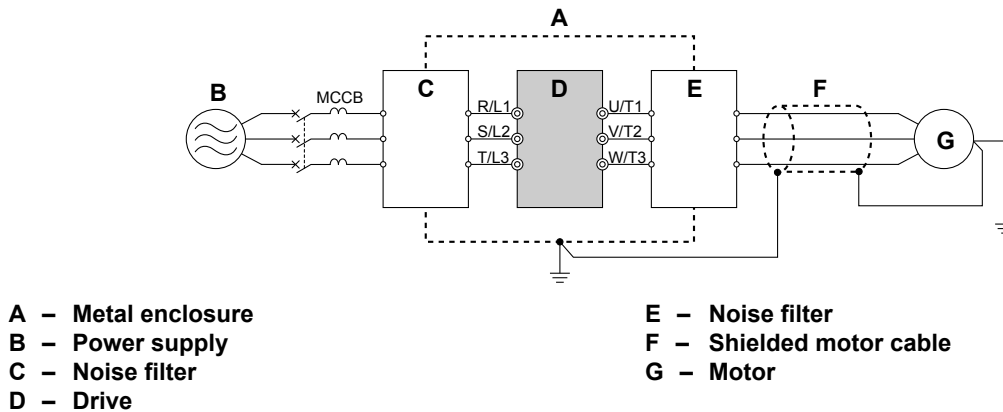 A
B
MCCB
C
R/L1
S/L2
T/L3
D
U/T1
V/T2
W/T3
E
F
G
A – Metal enclosure
B – Power supply
C – Noise filter
D – Drive
E – Noise filter
F – Shielded motor cable
G – Motor